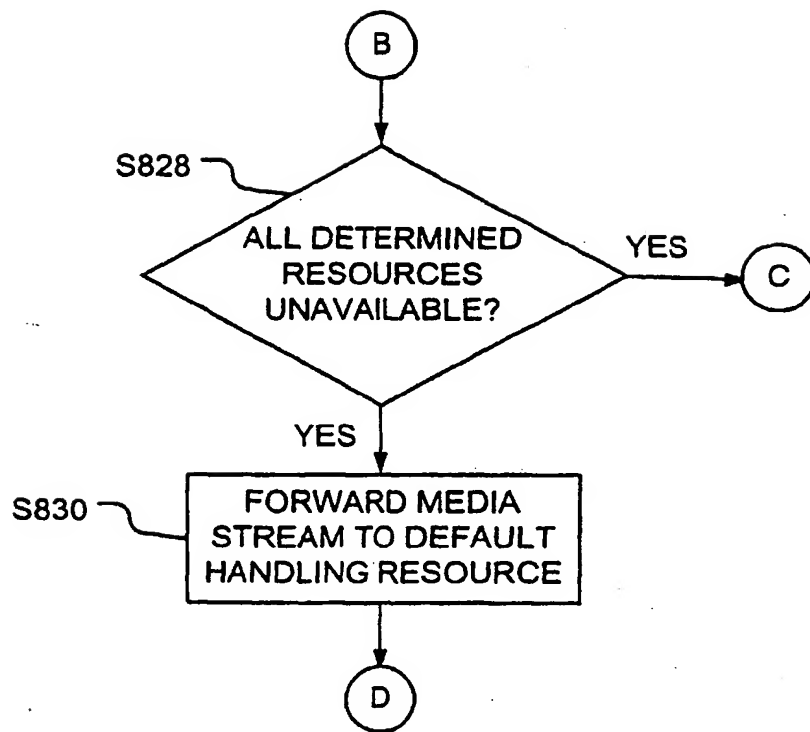 B
S828
ALL DETERMINED
RESOURCES
UNAVAILABLE?
YES
C
YES
S830
FORWARD MEDIA
STREAM TO DEFAULT
HANDLING RESOURCE
D